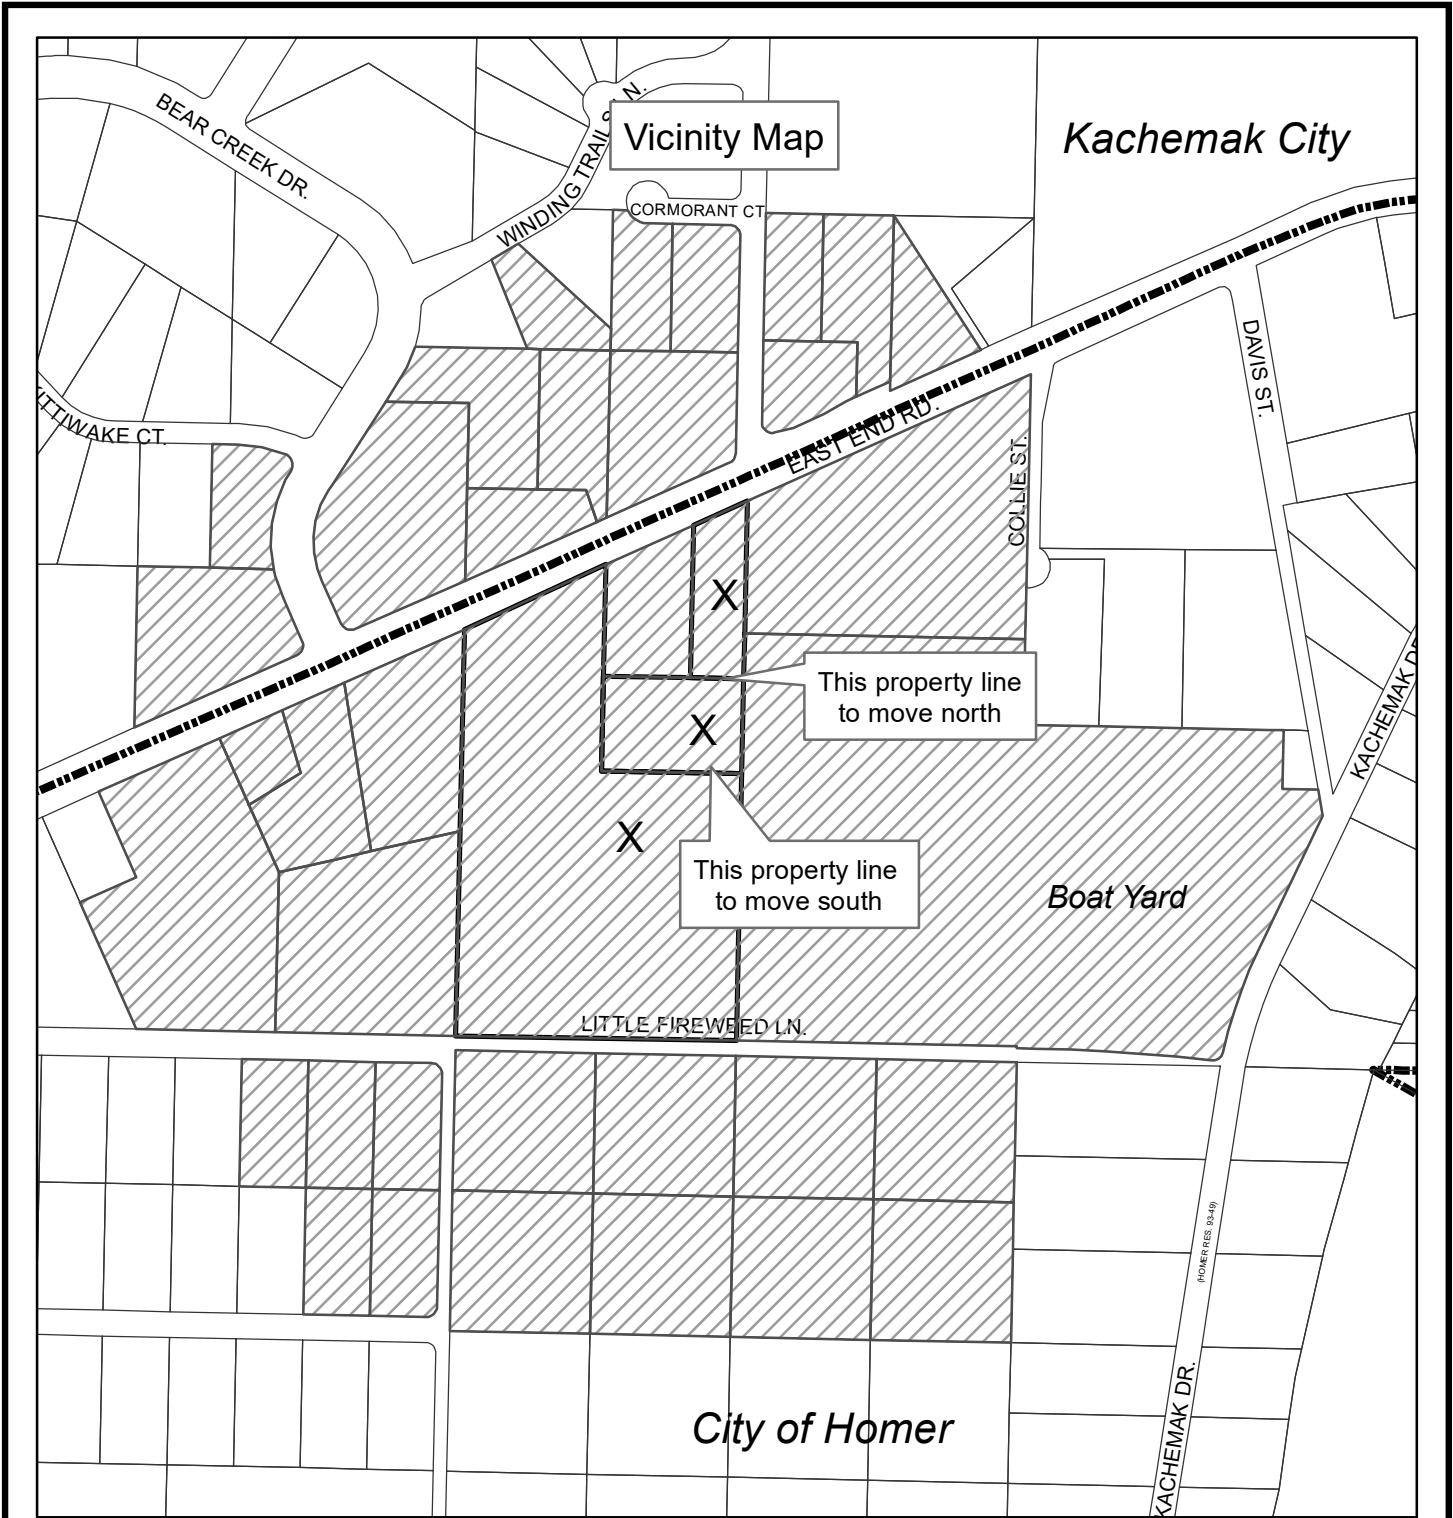 Vicinity Map
Kachemak City
BEAR CREEK DR.
WINDING TRAILS LN.
CORMORANT CT
DAVIS ST.
EAST END RD.
COLLIE ST.
KITTIWAKE CT.
X
This property line
to move north
X
KACHEMAK DR.
X
This property line
to move south
Boat Yard
LITTLE FIREWEED LN.
(HOMER RES. 93-49)
City of Homer
KACHEMAK DR.